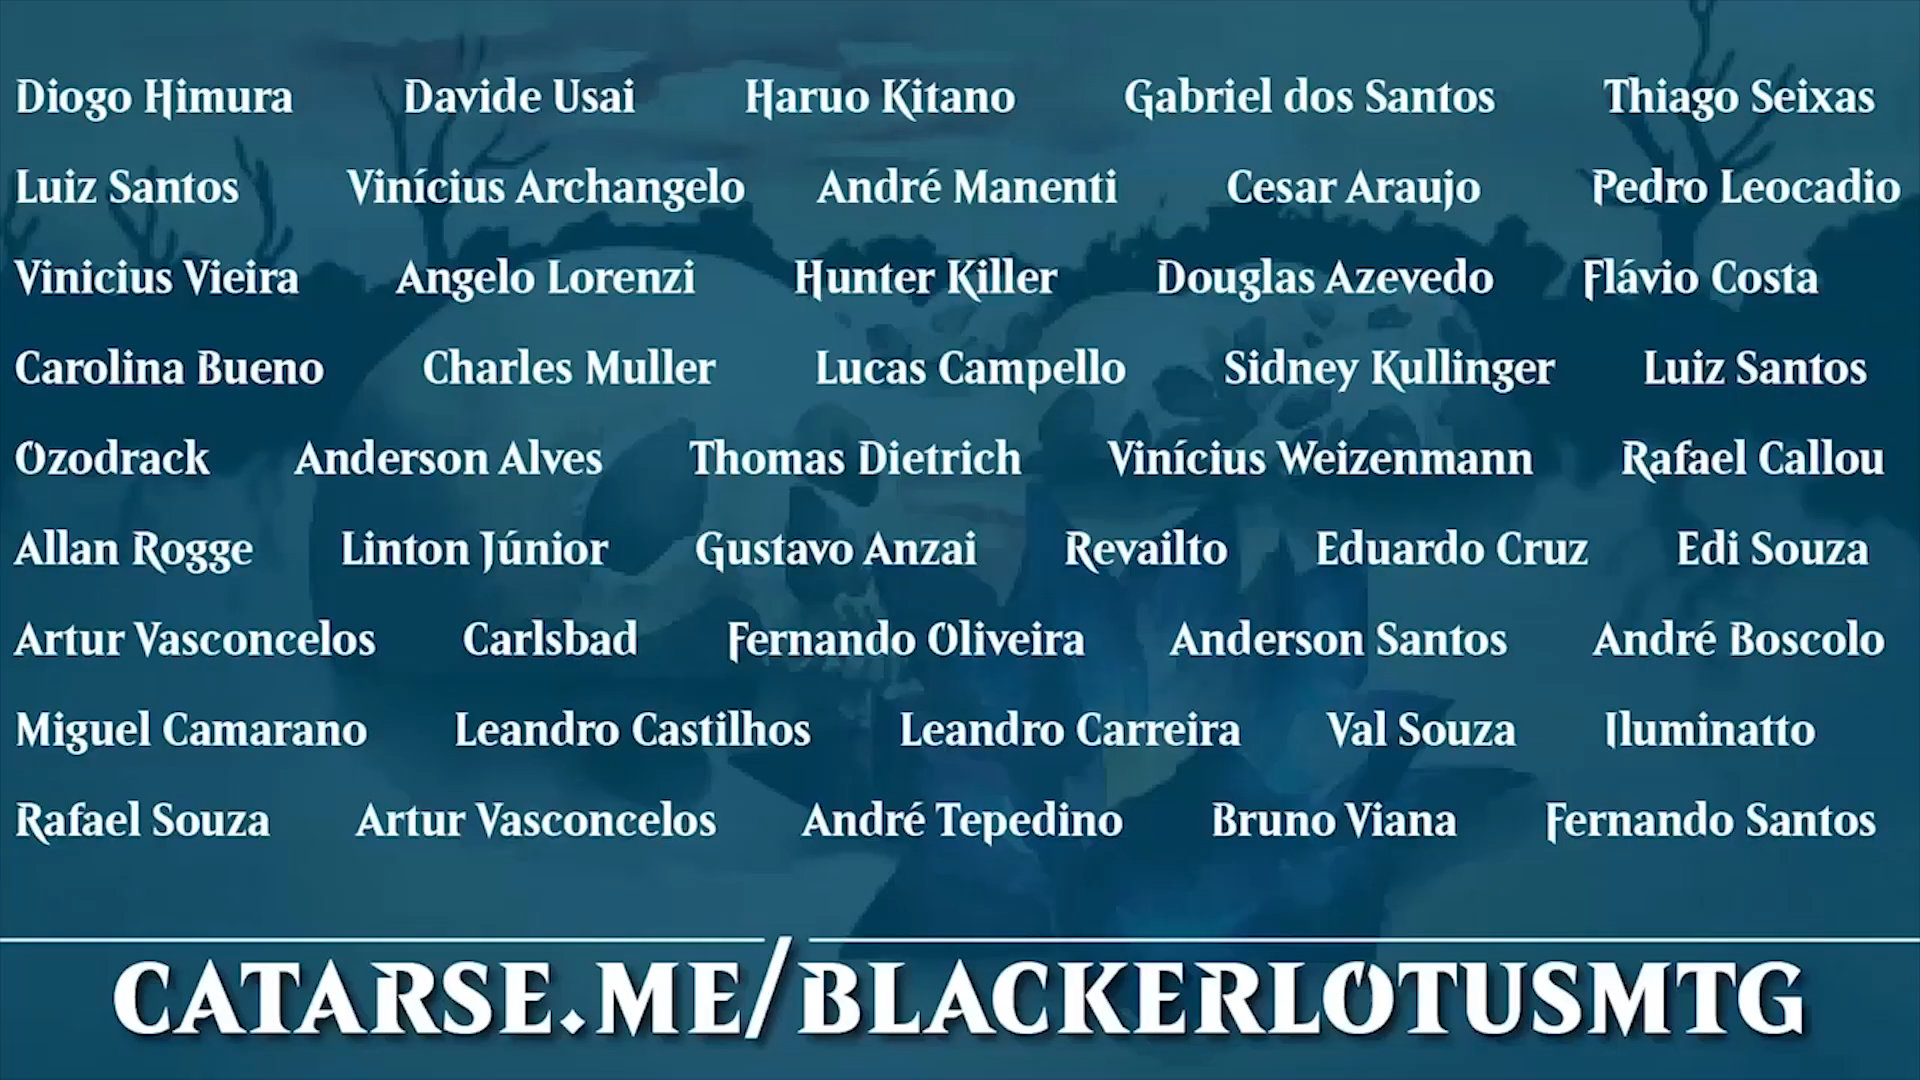 Diogo Himura Davide Usai Haruo Kitano Gabriel dos Santos Thiago Seixas
Luiz Santos Vinícius Archangelo André Manenti Cesar Araujo Pedro Leocadio
Vinicius Vieira Angelo Lorenzi Hunter Killer Douglas Azevedo Flávio Costa
Carolina Bueno Charles Muller Lucas Campello Sidney Kullinger Luiz Santos
Ozodrack Anderson Alves Thomas Dietrich Vinícius Weizenmann Rafael Callou
Allan Rogge Linton Júnior Gustavo Anzai Revailto Eduardo Cruz Edi Souza
Artur Vasconcelos Carlsbad Fernando Oliveira Anderson Santos André Boscolo
Miguel Camarano Leandro Castilhos Leandro Carreira Val Souza Iluminatto
Rafael Souza Artur Vasconcelos André Tepedino Bruno Viana Fernando Santos
CATARSE.ME/BLACKERLOTUSMTG